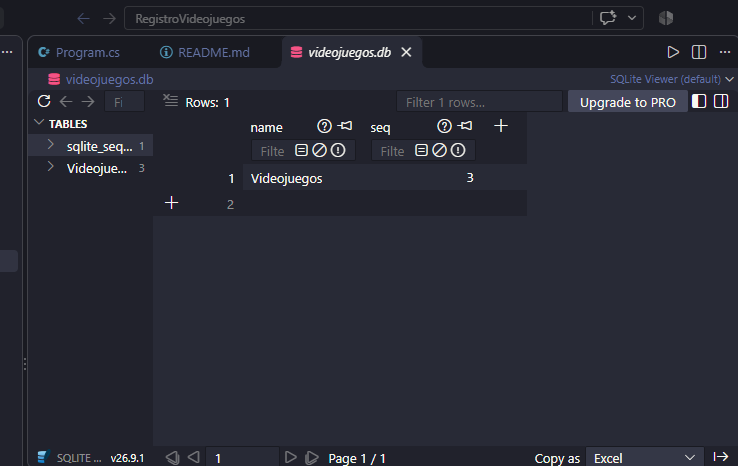 RegistroVideojuegos
Program.cs
README.md
videojuegos.db
videojuegos.db
SQLite Viewer (default)
Fi
Rows: 1
Filter 1 rows...
Upgrade to PRO
TABLES
sqlite_seq... 1
Videojue... 3
name
seq
Filte
Filte
1 Videojuegos 3
2
SQLITE ... v26.9.1
1
Page 1 / 1
Copy as
Excel